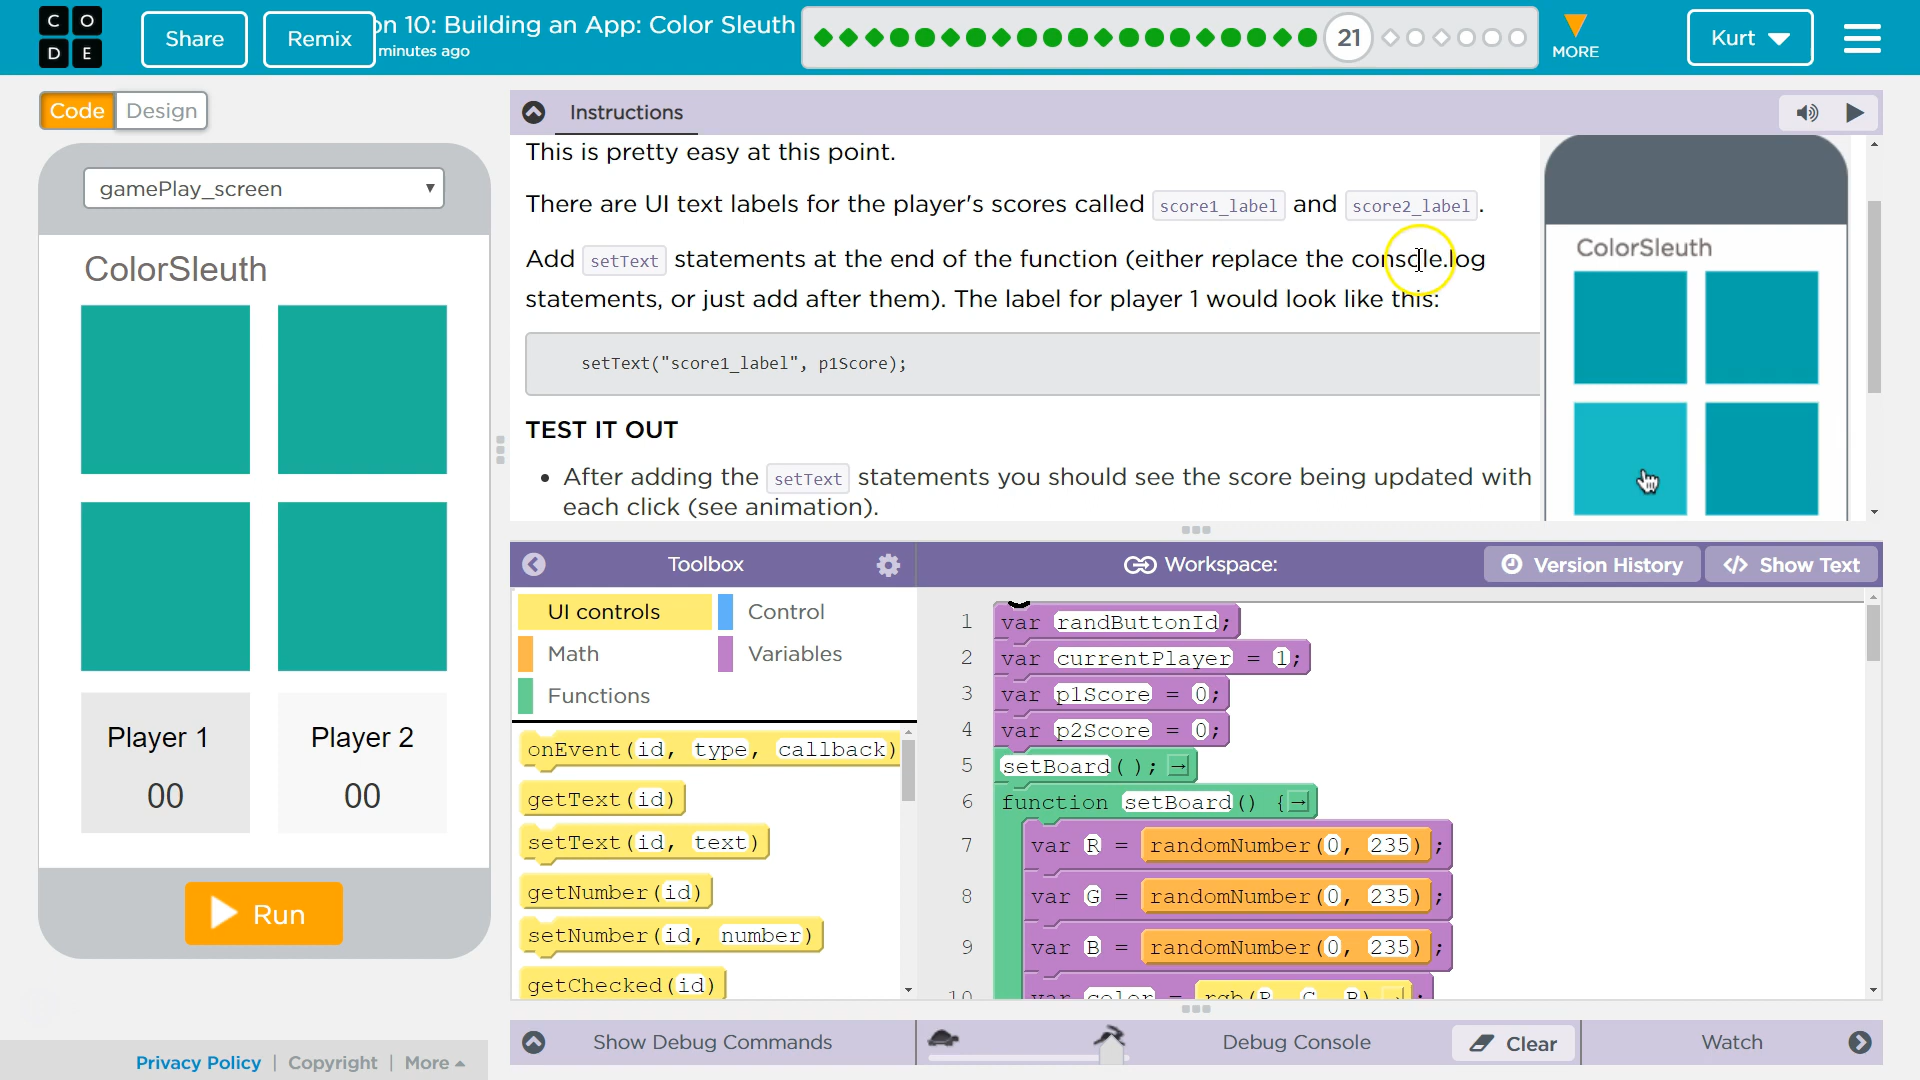 C O
D E
Share
Remix
on 10: Building an App: Color Sleuth
minutes ago
21
MORE
Kurt
Code
Design
gamePlay_screen
ColorSleuth
Player 1
Player 2
00
00
Run
Privacy Policy | Copyright | More
Instructions
This is pretty easy at this point.
There are UI text labels for the player's scores called score1_label and score2_label.
Add setText statements at the end of the function (either replace the console.log
statements, or just add after them). The label for player 1 would look like this:
setText("score1_label", p1Score);
TEST IT OUT
• After adding the setText statements you should see the score being updated with
each click (see animation).
ColorSleuth
Toolbox
Workspace:
Version History
</> Show Text
UI controls
Control
Math
Variables
Functions
onEvent(id, type, callback)
getText(id)
setText(id, text)
getNumber(id)
setNumber(id, number)
getChecked(id)
1 var randButtonId;
2 var currentPlayer = 1;
3 var p1Score = 0;
4 var p2Score = 0;
5 setBoard();
6 function setBoard() {
7 var R = randomNumber(0, 235);
8 var G = randomNumber(0, 235);
9 var B = randomNumber(0, 235);
10 var color = rgb(R, G, B);
Show Debug Commands
Debug Console
Clear
Watch